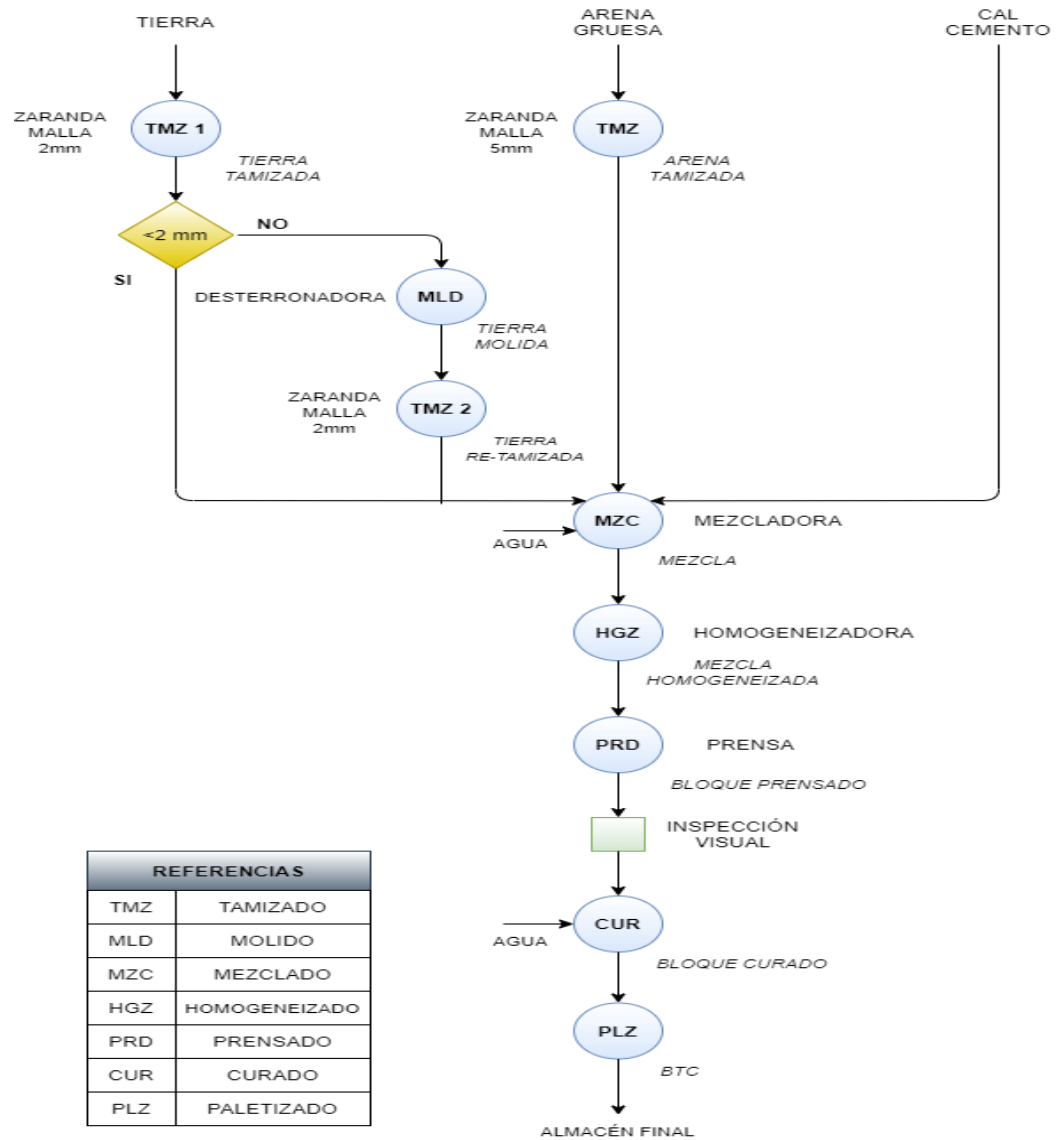 TIERRA
ARENA
GRUESA
CAL
CEMENTO
ZARANDA
MALLA
2mm
TMZ 1
TIERRA
TAMIZADA
ZARANDA
MALLA
5mm
TMZ
ARENA
TAMIZADA
<2 mm
NO
SI
DESTERRONADORA
MLD
TIERRA
MOLIDA
ZARANDA
MALLA
2mm
TMZ 2
TIERRA
RE-TAMIZADA
MZC
MEZCLADORA
AGUA
MEZCLA
HGZ
HOMOGENEIZADORA
MEZCLA
HOMOGENEIZADA
PRD
PRENSA
BLOQUE PRENSADO
INSPECCIÓN
VISUAL
CUR
AGUA
BLOQUE CURADO
PLZ
BTC
ALMACÉN FINAL
REFERENCIAS
TMZ TAMIZADO
MLD MOLIDO
MZC MEZCLADO
HGZ HOMOGENEIZADO
PRD PRENSADO
CUR CURADO
PLZ PALETIZADO